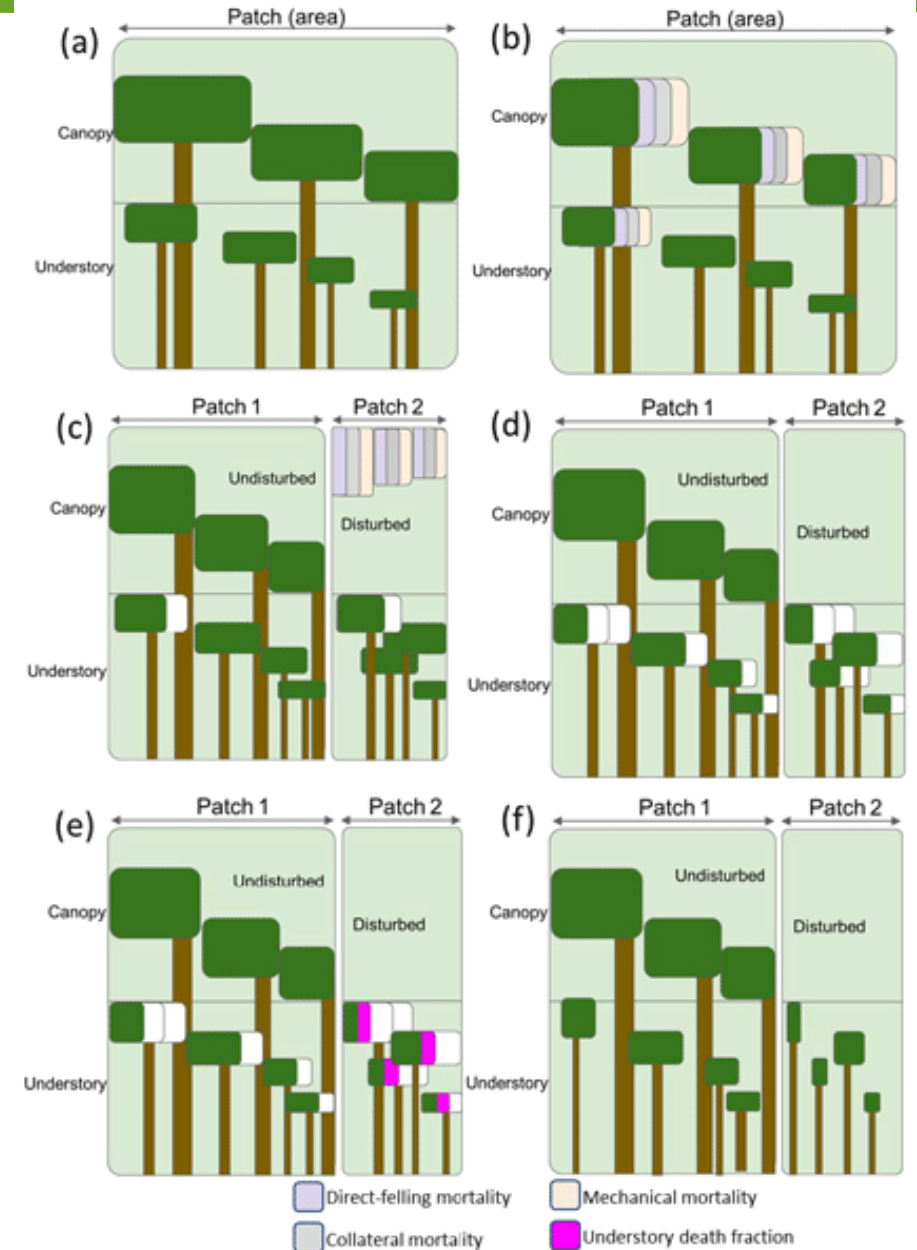 Patch (area)
(a)
Canopy
Understory
Patch (area)
(b)
Canopy
Understory
Patch 1
Patch 2
(c)
Undisturbed
Canopy
Disturbed
Understory
Patch 1
Patch 2
(d)
Undisturbed
Canopy
Disturbed
Understory
Patch 1
Patch 2
(e)
Undisturbed
Canopy
Disturbed
Understory
Patch 1
Patch 2
(f)
Undisturbed
Canopy
Disturbed
Understory
Direct-felling mortality
Mechanical mortality
Collateral mortality
Understory death fraction